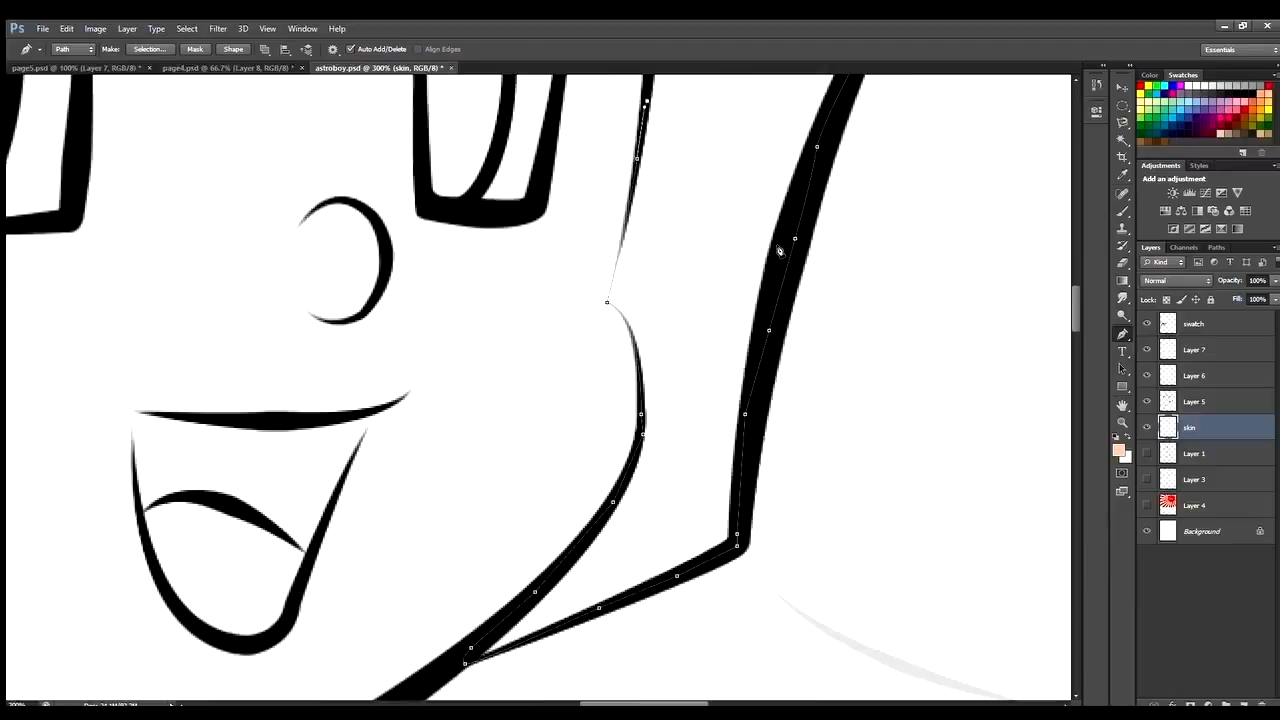 Ps File Edit Image Layer Type Select Filter 3D View Window Help
Path Make: Selection... Mask Shape Auto Add/Delete Align Edges Essentials
page5.psd @ 100% (Layer 7, RGB/8) * × page4.psd @ 66.7% (Layer 8, RGB/8) * × astroboy.psd @ 300% (skin, RGB/8) * ×
Color Swatches
Adjustments Styles
Add an adjustment
Layers Channels Paths
Kind
Normal Opacity: 100%
Lock: Fill: 100%
swatch
Layer 7
Layer 6
Layer 5
skin
Layer 1
Layer 3
Layer 4
Background
T